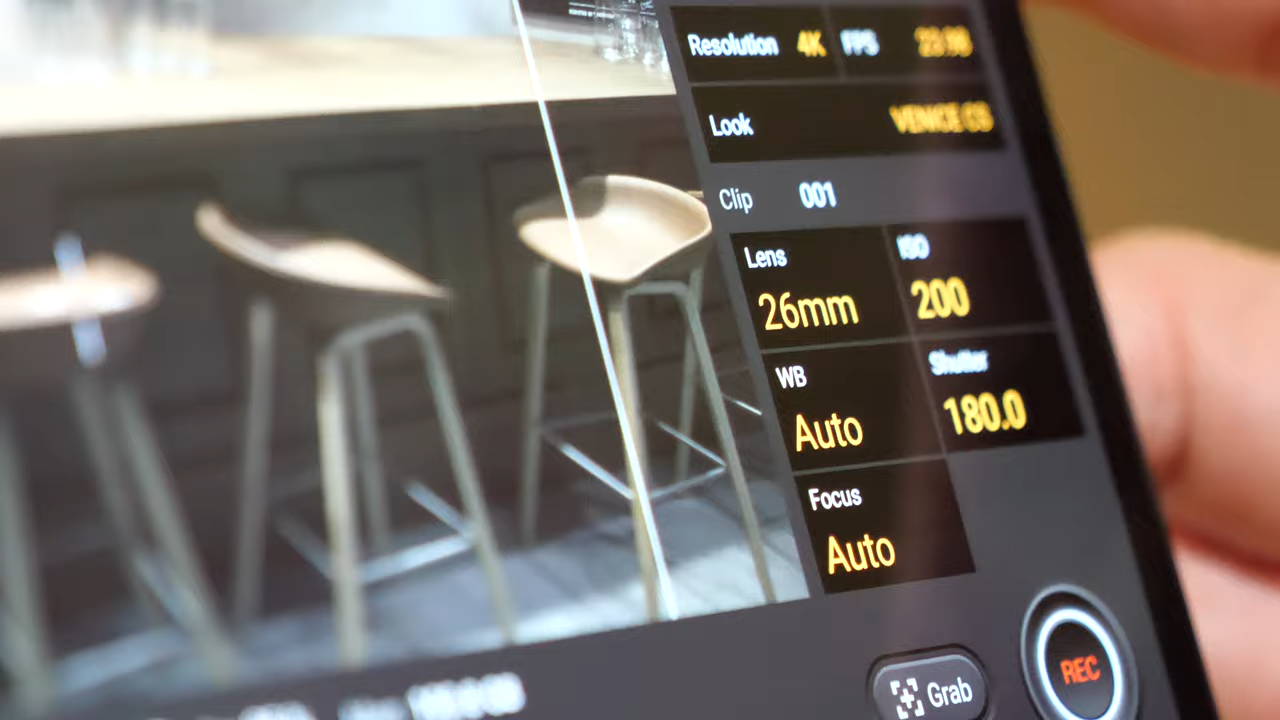 Resolution 4K FPS 23.98
Look VENICE CS
Clip 001
Lens ISO
26mm 200
WB Shutter
Auto 180.0
Focus
Auto
Grab REC